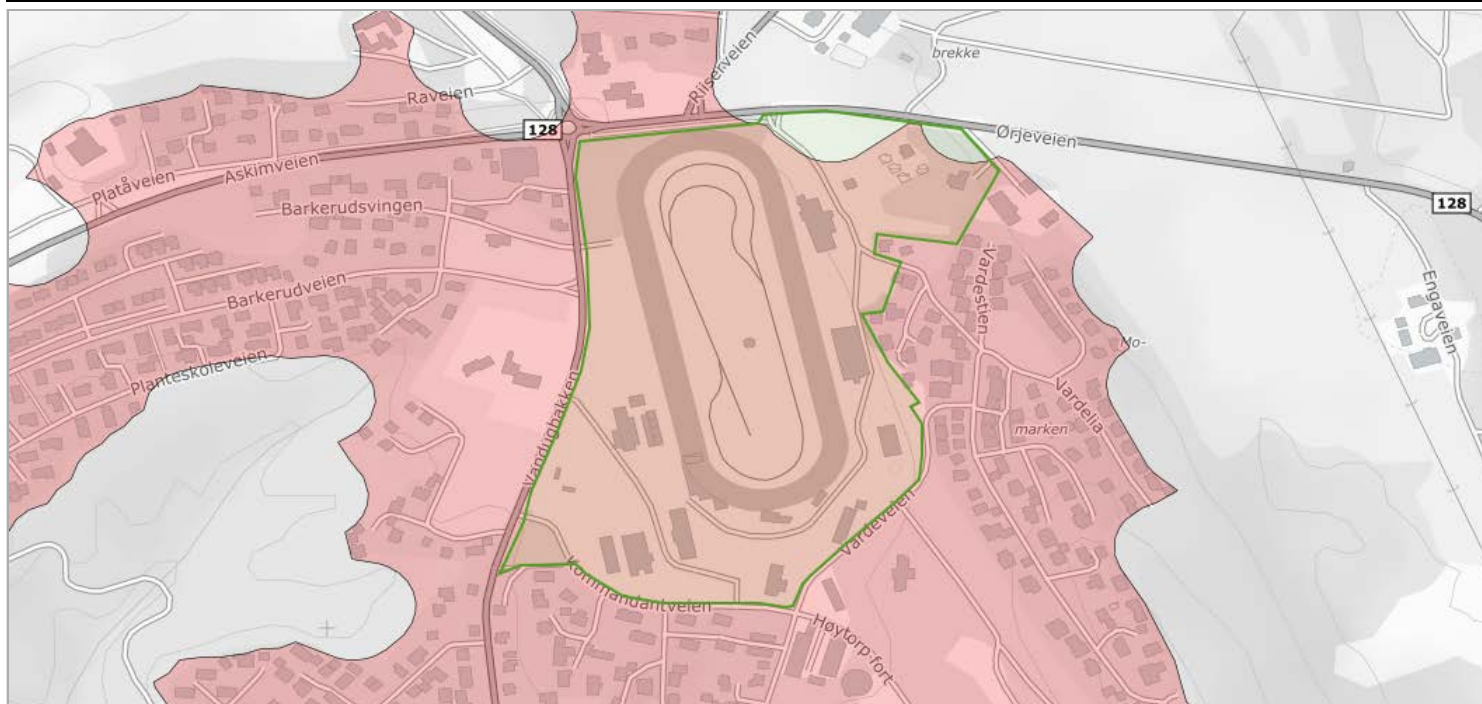 Riiserveien
brekke
Raveien
128
Ørjeveien
Askimveien
Platåveien
128
Barkerudsvingen
Vardestien
Barkerudveien
Engaveien
Mo-
Planteskoleveien
Vandugbakken
Vardelia
marken
Vardeveien
Kommandantveien
Høytorp fort